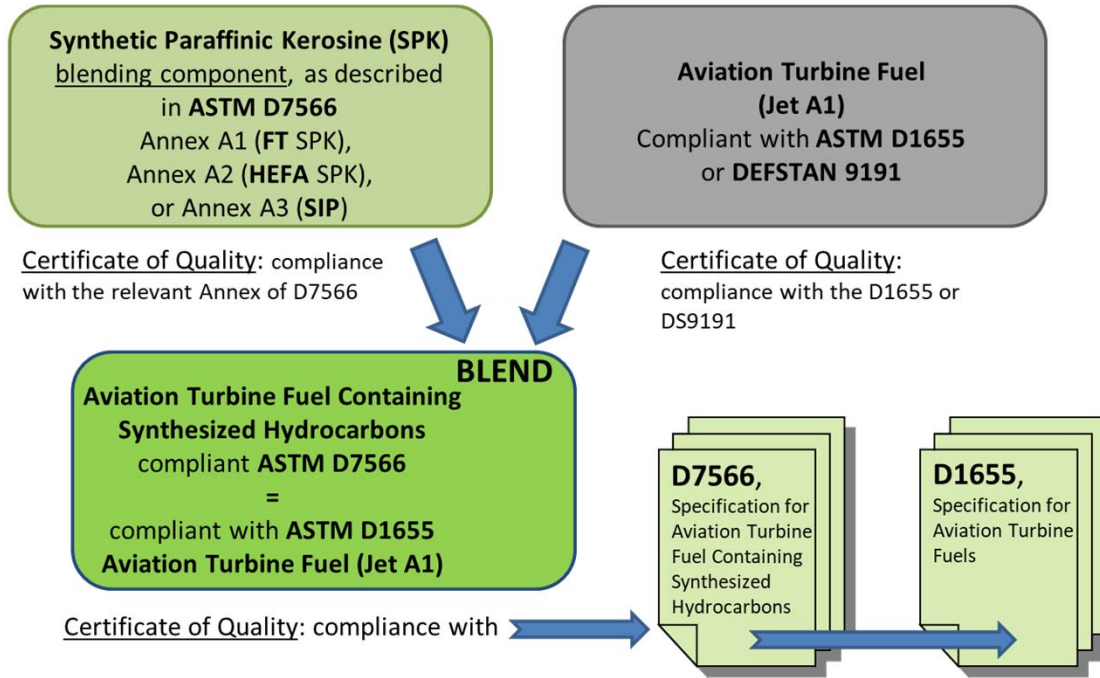 Synthetic Paraffinic Kerosine (SPK)
blending component, as described
in ASTM D7566
Annex A1 (FT SPK),
Annex A2 (HEFA SPK),
or Annex A3 (SIP)
Aviation Turbine Fuel
(Jet A1)
Compliant with ASTM D1655
or DEFSTAN 9191
Certificate of Quality: compliance
with the relevant Annex of D7566
Certificate of Quality:
compliance with the D1655 or
DS9191
BLEND
Aviation Turbine Fuel Containing
Synthesized Hydrocarbons
compliant ASTM D7566
=
compliant with ASTM D1655
Aviation Turbine Fuel (Jet A1)
D7566,
Specification for
Aviation Turbine
Fuel Containing
Synthesized
Hydrocarbons
D1655,
Specification for
Aviation Turbine
Fuels
Certificate of Quality: compliance with